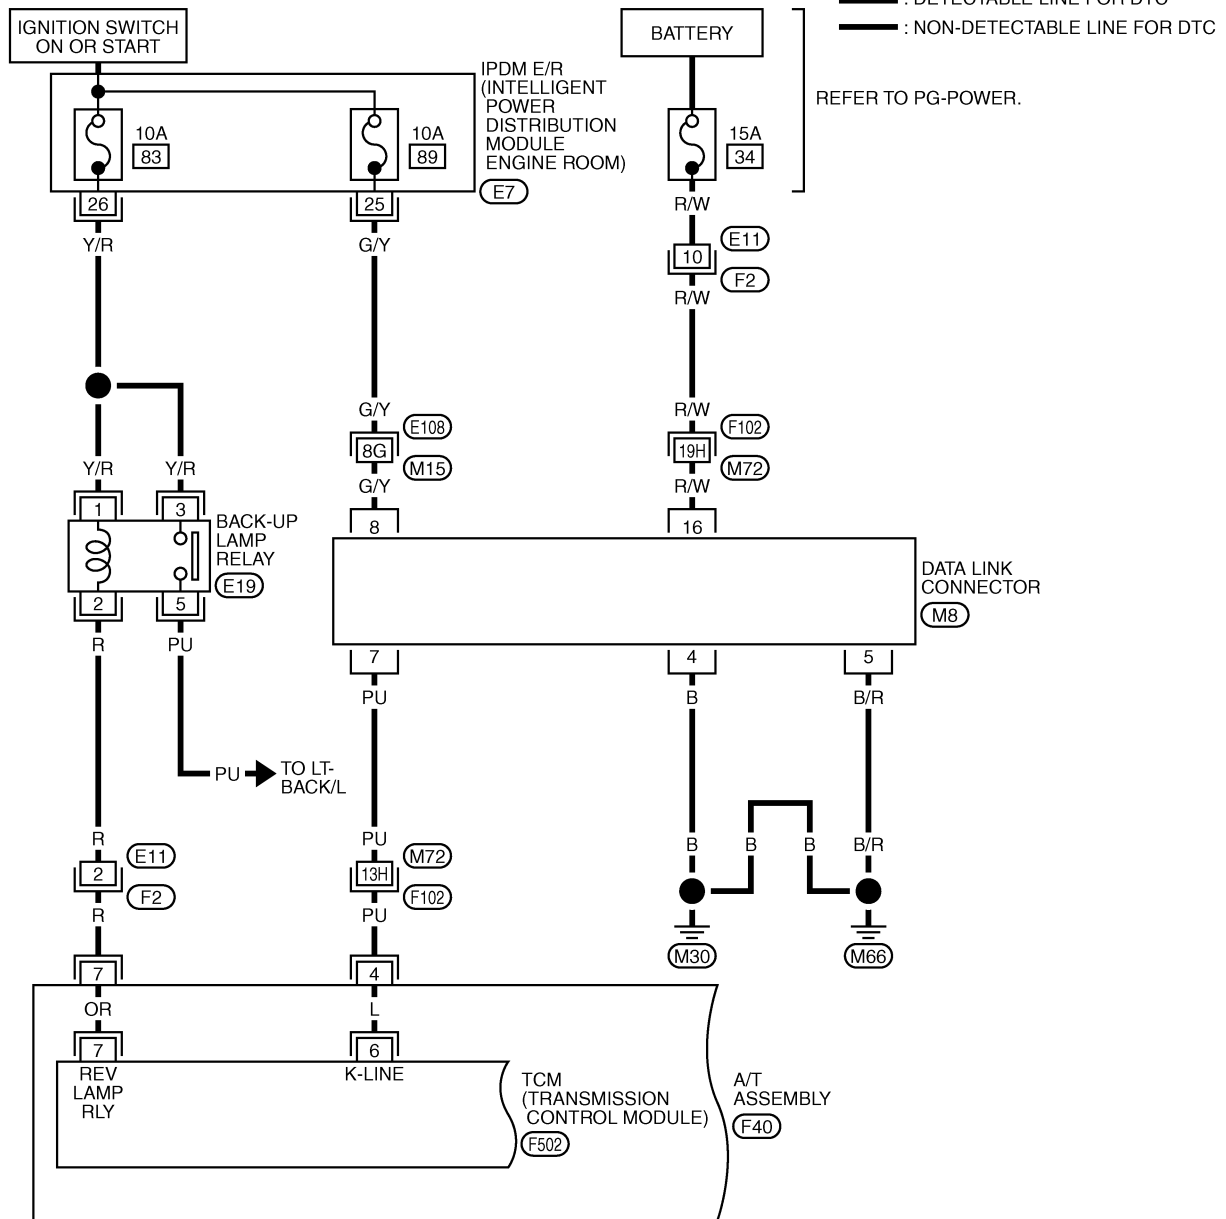 : DETECTABLE LINE FOR DTC
: NON-DETECTABLE LINE FOR DTC
IGNITION SWITCH
ON OR START
BATTERY
REFER TO PG-POWER.
IPDM E/R
(INTELLIGENT
POWER
DISTRIBUTION
MODULE
ENGINE ROOM)
E7
10A
83
10A
89
15A
34
26
25
R/W
Y/R
G/Y
E11
10
F2
R/W
G/Y
R/W
E108
F102
8G
19H
M15
M72
Y/R
Y/R
G/Y
R/W
1
3
8
16
BACK-UP
LAMP
RELAY
E19
DATA LINK
CONNECTOR
M8
2
5
7
4
5
R
PU
PU
B
B/R
PU
TO LT-
BACK/L
R
PU
B
B
B
B/R
E11
M72
2
13H
F2
F102
R
PU
M30
M66
7
4
OR
L
7
6
REV
LAMP
RLY
K-LINE
TCM
(TRANSMISSION
CONTROL MODULE)
F502
A/T
ASSEMBLY
F40